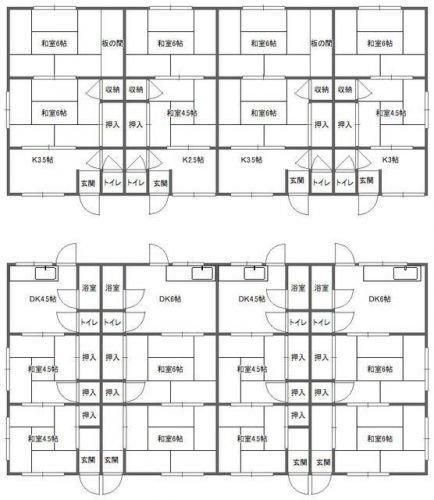 和室6帖 板の間 和室6帖 和室6帖 板の間 和室6帖
収納 収納 収納 収納
和室6帖 押入 押入 和室4.5帖 和室6帖 押入 押入 和室4.5帖
K3.5帖 K2.5帖 K3.5帖 K3帖
玄関 トイレ トイレ 玄関 玄関 トイレ トイレ 玄関
浴室 浴室 浴室 浴室
DK4.5帖 DK6帖 DK4.5帖 DK6帖
トイレ トイレ トイレ トイレ
和室4.5帖 押入 押入 和室6帖 和室4.5帖 押入 押入 和室6帖
押入 押入 押入 押入
押入 押入
和室4.5帖 和室6帖 和室4.5帖 和室6帖
玄関 玄関 玄関 玄関